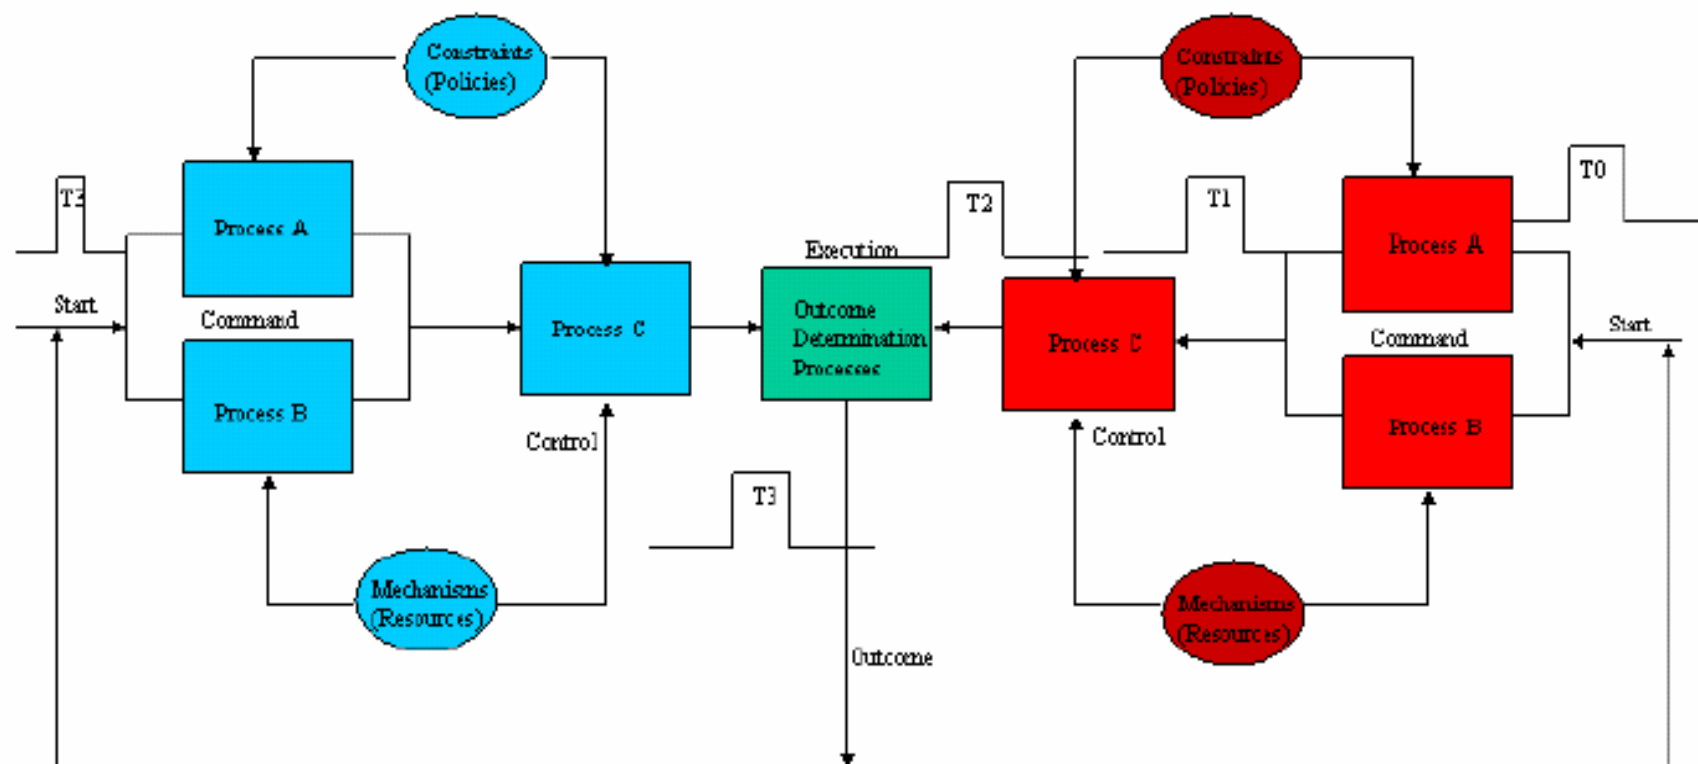 Constraints
(Policies)
Constraints
(Policies)
T3
Process A
T2
T1
T0
Process A
Execution
Start
Command
Process C
Outcome
Determination
Processes
Process C
Command
Start
Process B
Control
Control
Process B
T3
Mechanisms
(Resources)
Mechanisms
(Resources)
Outcome